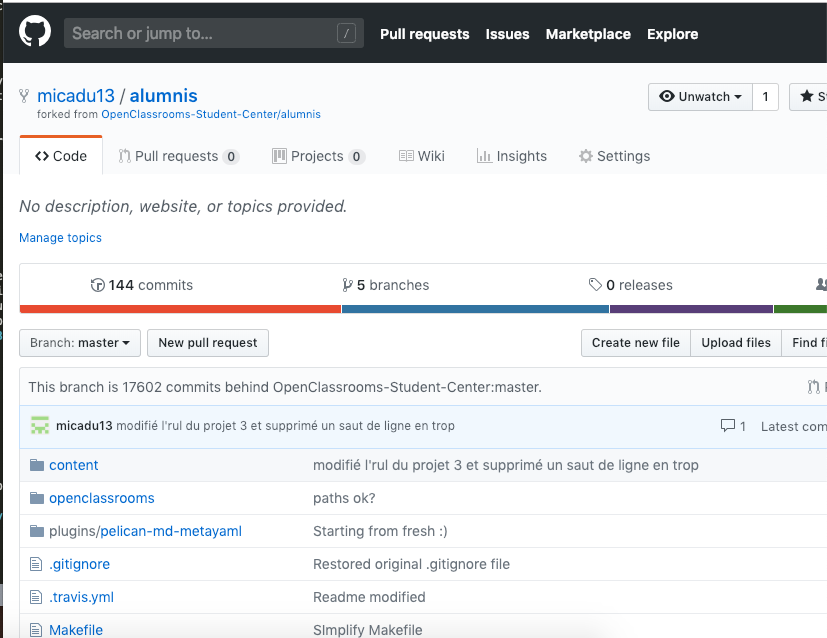 Search or jump to... / Pull requests Issues Marketplace Explore
micadu13 / alumnis Unwatch 1
forked from OpenClassrooms-Student-Center/alumnis
Code Pull requests 0 Projects 0 Wiki Insights Settings
No description, website, or topics provided.
Manage topics
144 commits 5 branches 0 releases
Branch: master New pull request Create new file Upload files Find
This branch is 17602 commits behind OpenClassrooms-Student-Center:master.
micadu13 modifié l'rul du projet 3 et supprimé un saut de ligne en trop 1 Latest com
content modifié l'rul du projet 3 et supprimé un saut de ligne en trop
openclassrooms paths ok?
plugins/pelican-md-metayaml Starting from fresh :)
.gitignore Restored original .gitignore file
.travis.yml Readme modified
Makefile SImplify Makefile